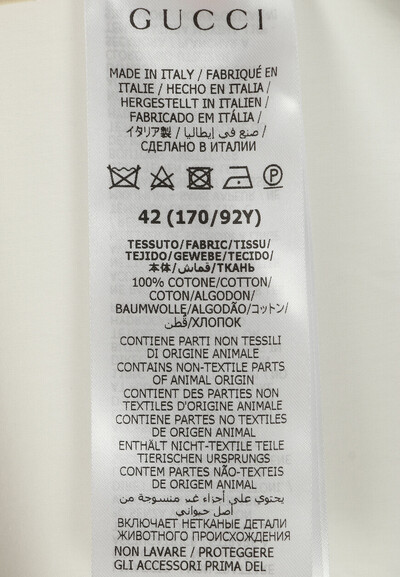 GUCCI
MADE IN ITALY / FABRIQUÉ EN
ITALIE / HECHO EN ITALIA /
HERGESTELLT IN ITALIEN /
FABRICADO EM ITÁLIA /
イタリア製 / صنع في إيطاليا /
СДЕЛАНО В ИТАЛИИ
P
42 (170/92Y)
TESSUTO/FABRIC/TISSU/
TEJIDO/GEWEBE/TECIDO/
本体/قماش/ТКАНЬ
100% COTONE/COTTON/
COTON/ALGODON/
BAUMWOLLE/ALGODÃO/コットン/
قطن/ХЛОПОК
CONTIENE PARTI NON TESSILI
DI ORIGINE ANIMALE
CONTAINS NON-TEXTILE PARTS
OF ANIMAL ORIGIN
CONTIENT DES PARTIES NON
TEXTILES D'ORIGINE ANIMALE
CONTIENE PARTES NO TEXTILES
DE ORIGEN ANIMAL
ENTHÄLT NICHT-TEXTILE TEILE
TIERISCHEN URSPRUNGS
CONTEM PARTES NÃO-TEXTEIS
DE ORIGEM ANIMAL
يحتوي على أجزاء غير منسوجة من
أصل حيواني
ВКЛЮЧАЕТ НЕТКАНЫЕ ДЕТАЛИ
ЖИВОТНОГО ПРОИСХОЖДЕНИЯ
NON LAVARE / PROTEGGERE
GLI ACCESSORI PRIMA DEL